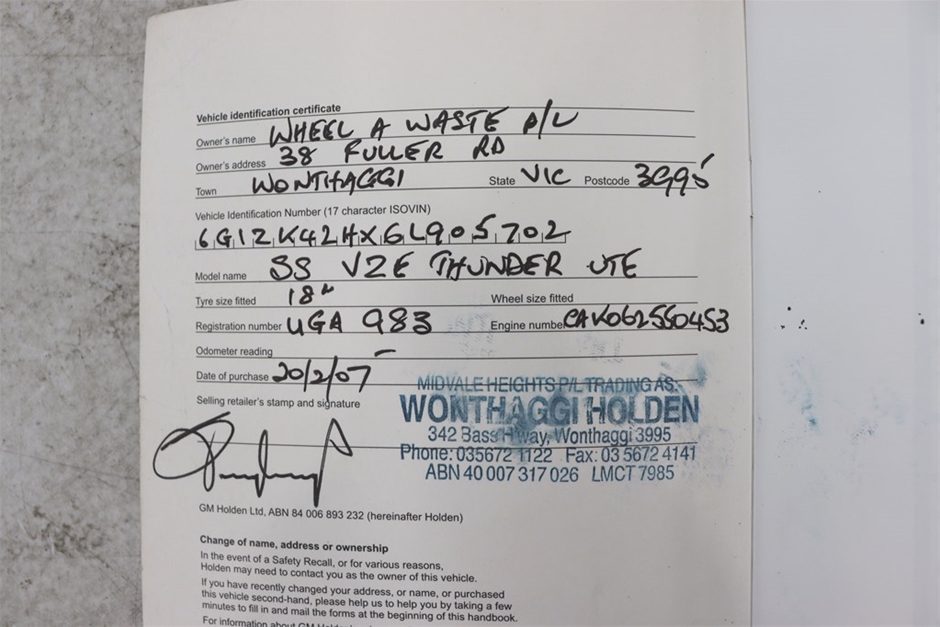 Vehicle identification certificate
Owner's name WHEEL A WASTE P/L
Owner's address 38 FULLER RD
Town WONTHAGGI State VIC Postcode 3995
Vehicle Identification Number (17 character ISOVIN)
6G1ZK42HX6L905702
Model name SS VZE THUNDER UTE
Tyre size fitted 18" Wheel size fitted
Registration number UGA 983 Engine number CAK062550453
Odometer reading –
Date of purchase 20/2/07
Selling retailer's stamp and signature
MIDVALE HEIGHTS P/L TRADING AS:
WONTHAGGI HOLDEN
342 Bass H'way, Wonthaggi 3995
Phone: 035672 1122 Fax: 03 5672 4141
ABN 40 007 317 026 LMCT 7985
GM Holden Ltd, ABN 84 006 893 232 (hereinafter Holden)
Change of name, address or ownership
In the event of a Safety Recall, or for various reasons,
Holden may need to contact you as the owner of this vehicle.
If you have recently changed your address, or name, or purchased
this vehicle second-hand, please help us to help you by taking a few
minutes to fill in and mail the forms at the beginning of this handbook.
For information about GM